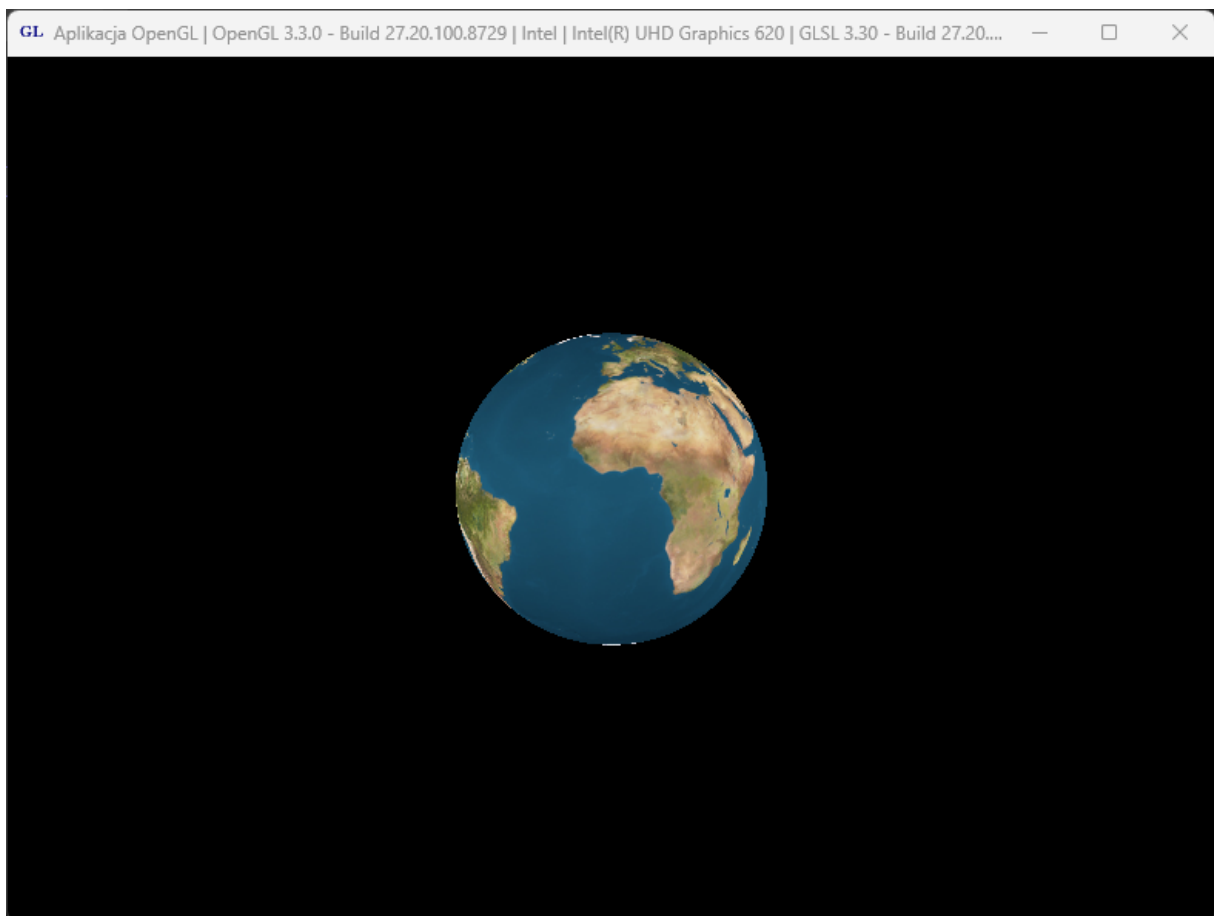 GL Aplikacja OpenGL | OpenGL 3.3.0 - Build 27.20.100.8729 | Intel | Intel(R) UHD Graphics 620 | GLSL 3.30 - Build 27.20....